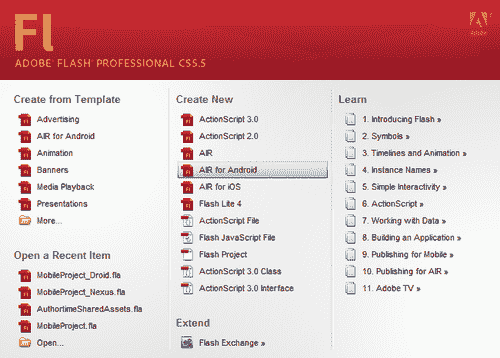 Fl
ADOBE® FLASH® PROFESSIONAL CS5.5
Adobe
Create from Template
Advertising
AIR for Android
Animation
Banners
Media Playback
Presentations
More...
Open a Recent Item
MobileProject_Droid.fla
MobileProject_Nexus.fla
AuthortimeSharedAssets.fla
MobileProject.fla
Open...
Create New
ActionScript 3.0
ActionScript 2.0
AIR
AIR for Android
AIR for iOS
Flash Lite 4
ActionScript File
Flash JavaScript File
Flash Project
ActionScript 3.0 Class
ActionScript 3.0 Interface
Extend
Flash Exchange »
Learn
1. Introducing Flash »
2. Symbols »
3. Timelines and Animation »
4. Instance Names »
5. Simple Interactivity »
6. ActionScript »
7. Working with Data »
8. Building an Application »
9. Publishing for Mobile »
10. Publishing for AIR »
11. Adobe TV »